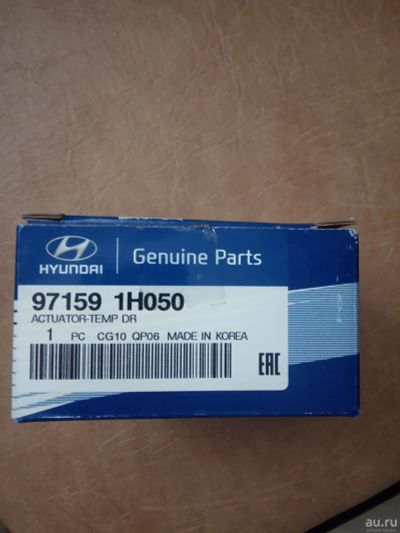 HYUNDAI
Genuine Parts
97159 1H050
ACTUATOR-TEMP DR
1 PC CG10 QP06 MADE IN KOREA
EAC
au.ru